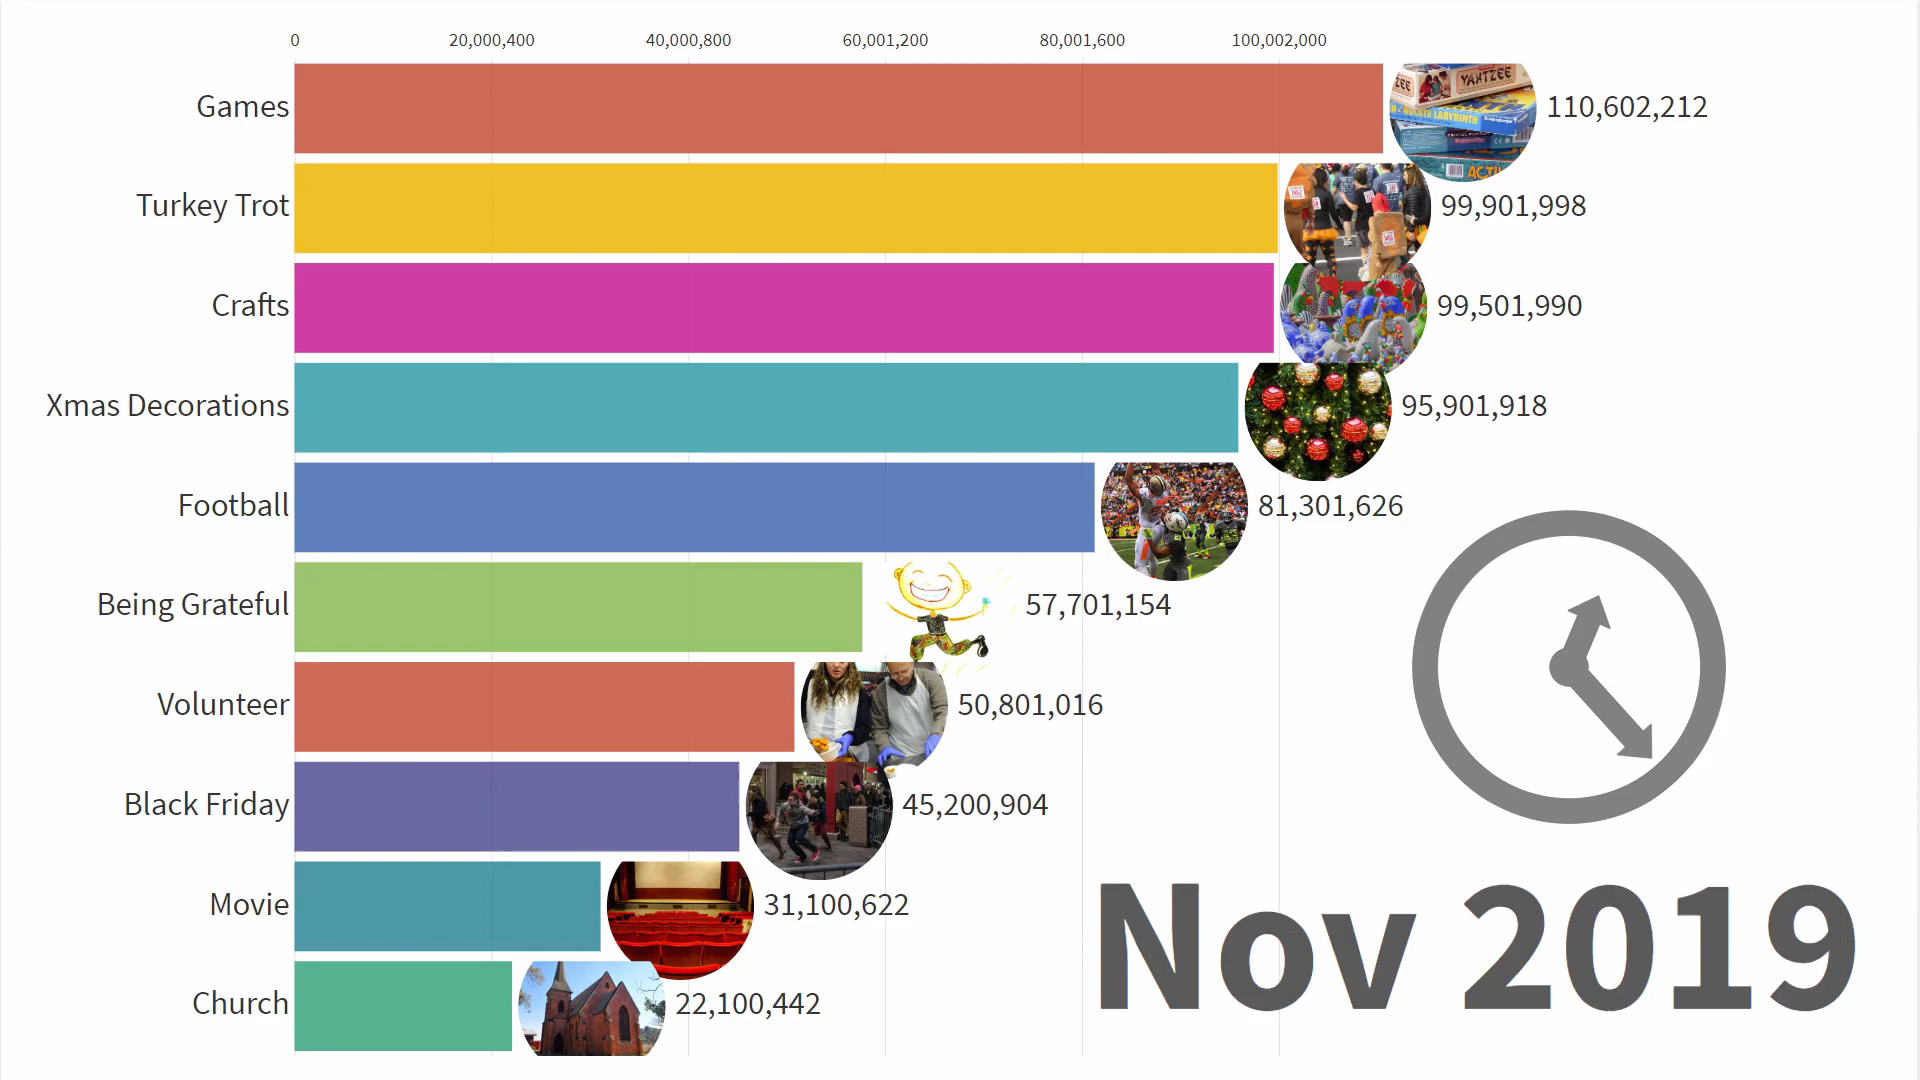 0 20,000,400 40,000,800 60,001,200 80,001,600 100,002,000
Games 110,602,212
YAHTZEE
Turkey Trot 99,901,998
Crafts 99,501,990
Xmas Decorations 95,901,918
Football 81,301,626
Being Grateful 57,701,154
Volunteer 50,801,016
Black Friday 45,200,904
Movie 31,100,622
Church 22,100,442
Nov 2019